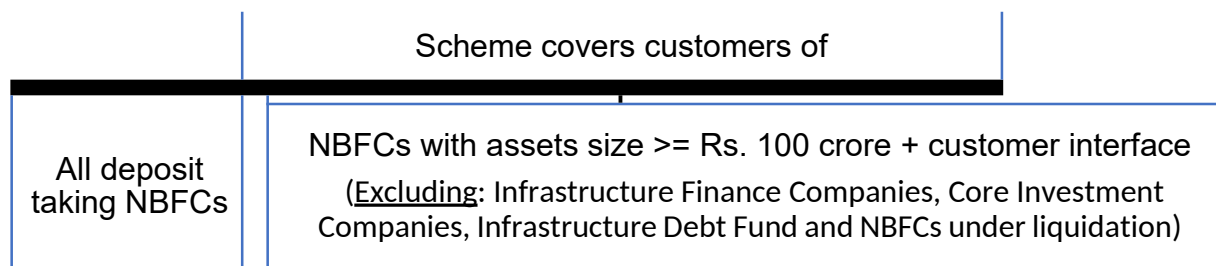 Scheme covers customers of
All deposit
taking NBFCs
NBFCs with assets size >= Rs. 100 crore + customer interface
(Excluding: Infrastructure Finance Companies, Core Investment
Companies, Infrastructure Debt Fund and NBFCs under liquidation)